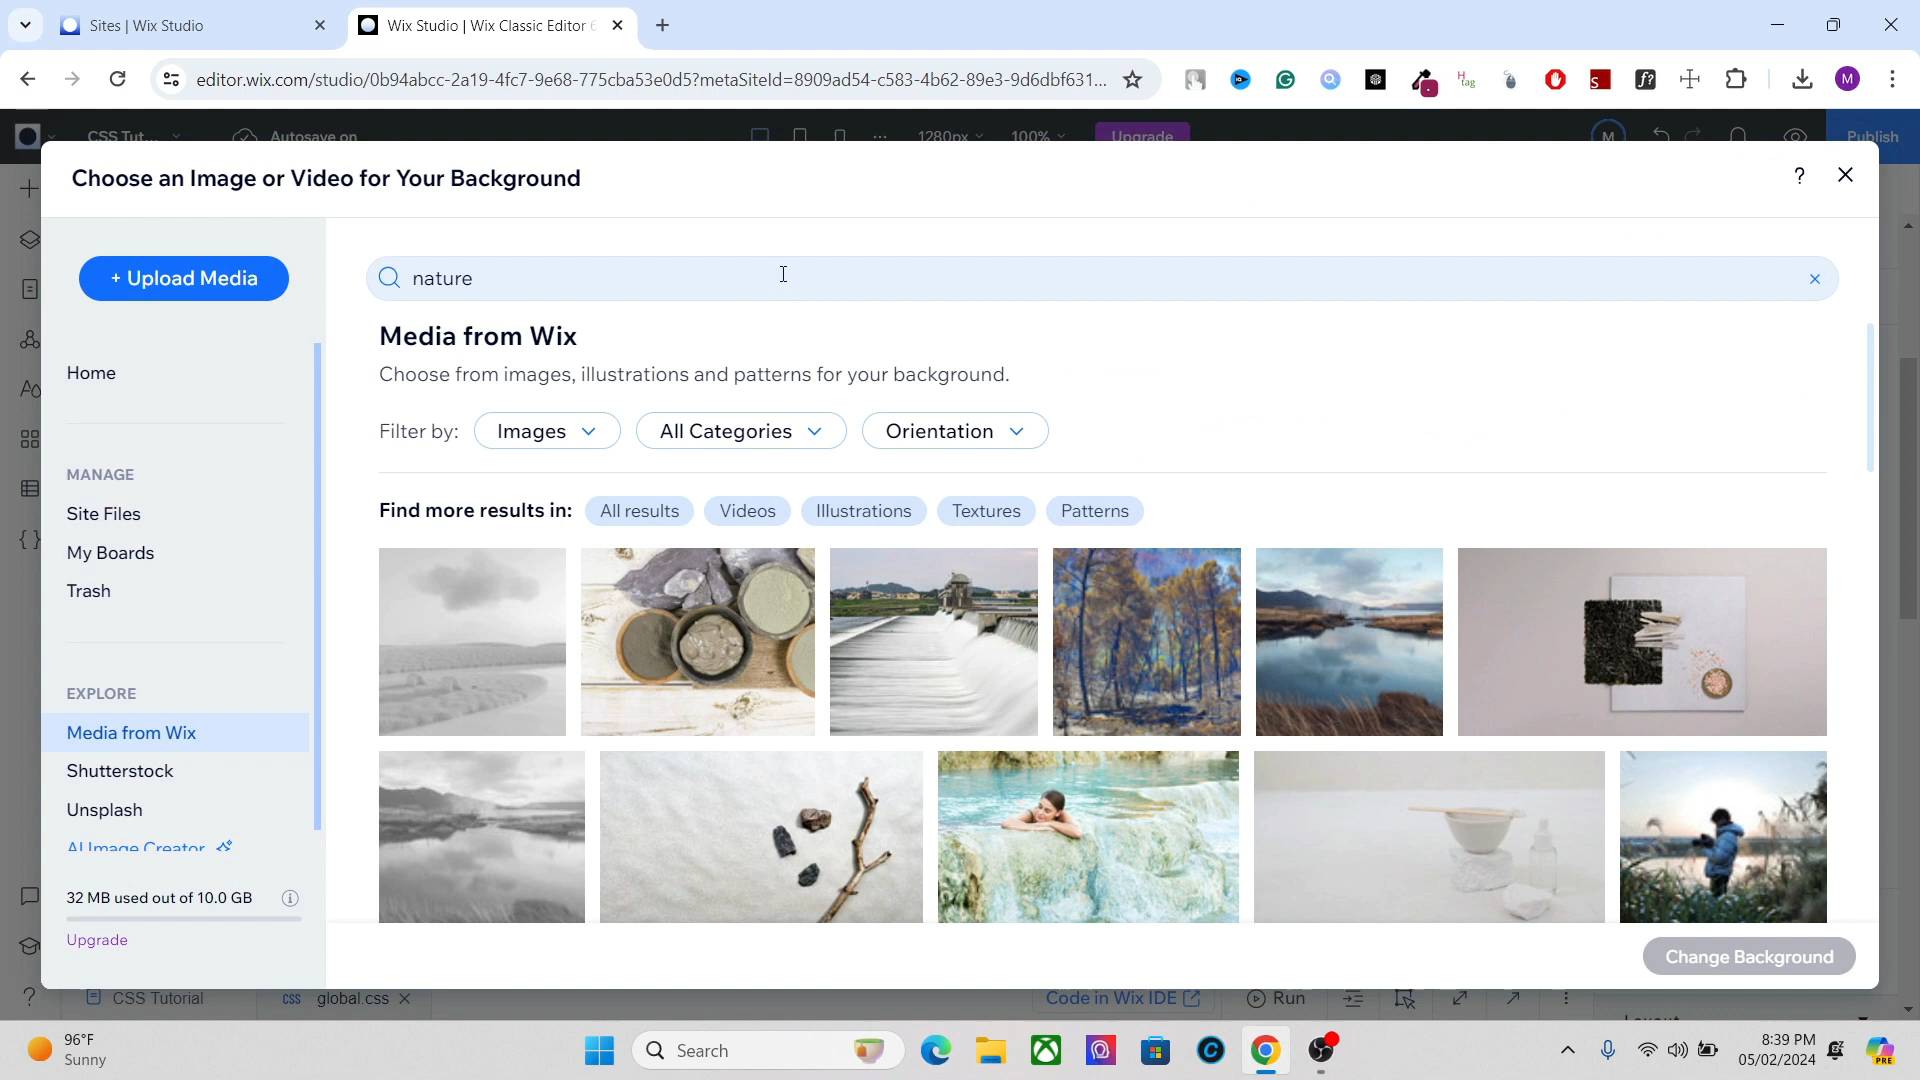 Sites | Wix Studio
Wix Studio | Wix Classic Editor
editor.wix.com/studio/0b94abcc-2a19-4fc7-9e68-775cba53e0d5?metaSiteId=8909ad54-c583-4b62-89e3-9d6dbf631...
H
tag
S
f?
M
CSS Tut...
Autosave on
1280px
100%
Upgrade
M
Publish
Choose an Image or Video for Your Background
?
+ Upload Media
nature
Home
MANAGE
Site Files
My Boards
Trash
EXPLORE
Media from Wix
Shutterstock
Unsplash
AI Image Creator
32 MB used out of 10.0 GB
Upgrade
Media from Wix
Choose from images, illustrations and patterns for your background.
Filter by:
Images
All Categories
Orientation
Find more results in:
All results
Videos
Illustrations
Textures
Patterns
Change Background
CSS Tutorial
css
global.css
Code in Wix IDE
Run
96°F
Sunny
Search
8:39 PM
05/02/2024
PRE